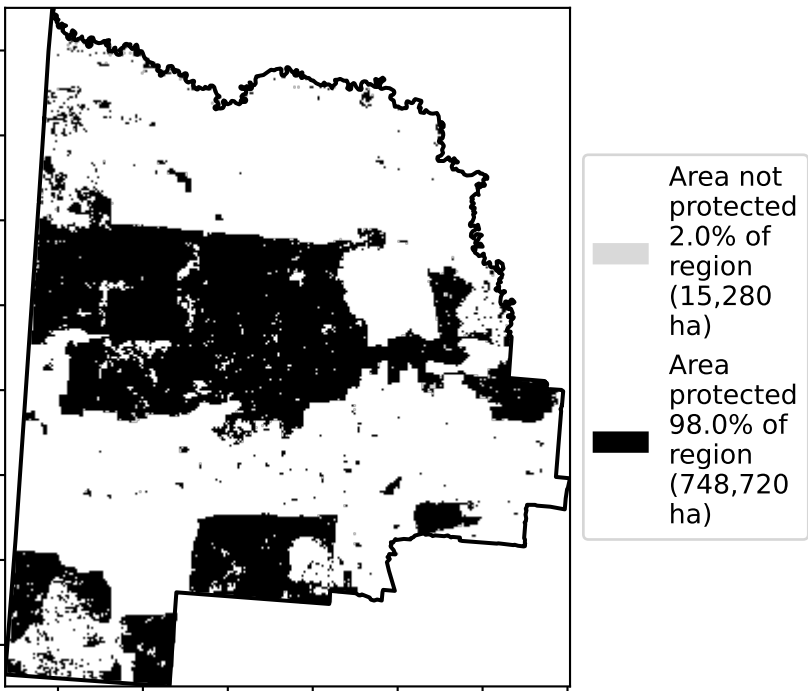 Area not
protected
2.0% of
region
(15,280
ha)
Area
protected
98.0% of
region
(748,720
ha)